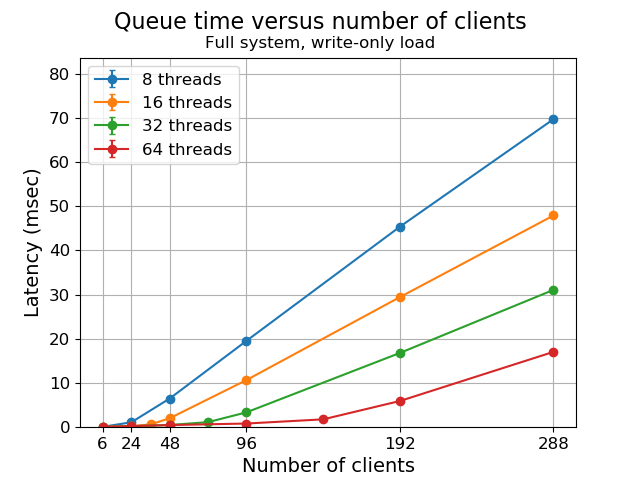 Queue time versus number of clients
Full system, write-only load
8 threads
16 threads
32 threads
64 threads
Latency (msec)
80
70
60
50
40
30
20
10
0
6 24 48 96 192 288
Number of clients